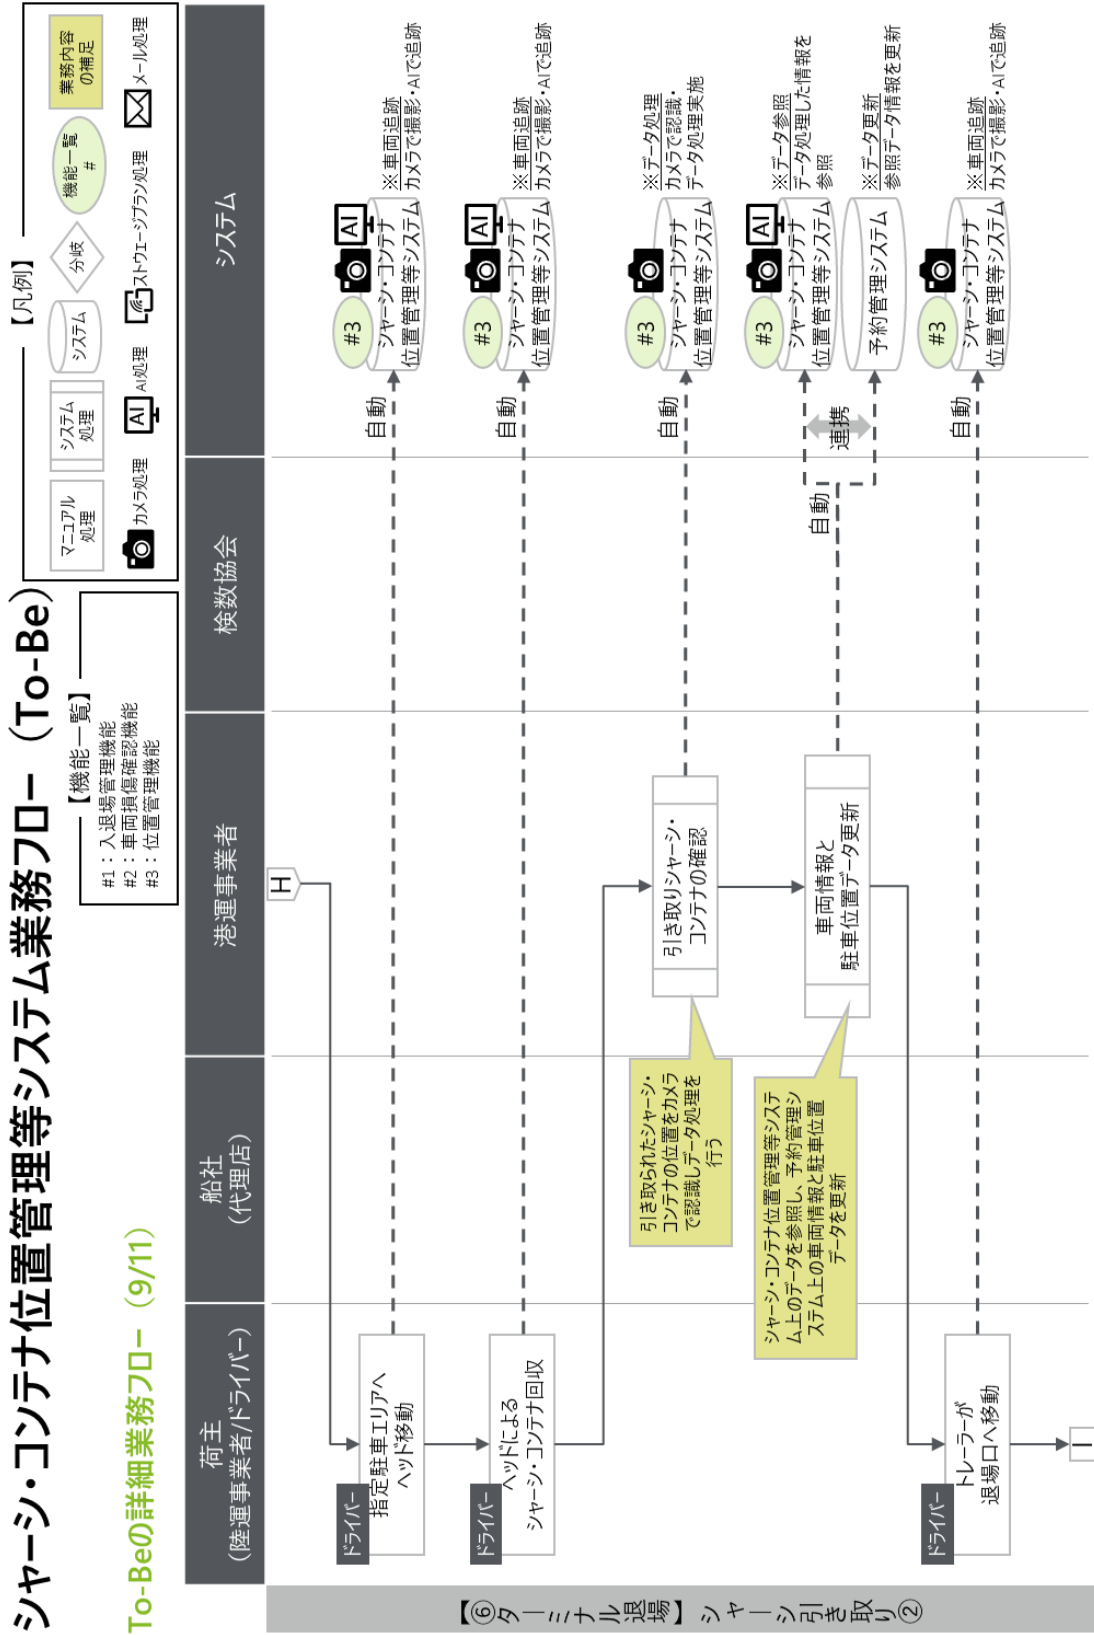 シャーシ・コンテナ位置管理等システム業務フロー（To-Be）
To-Beの詳細業務フロー（9/11）
【機能一覧】
#1：入退場管理機能
#2：車両損傷確認機能
#3：位置管理機能
【凡例】
マニュアル
処理
システム
処理
システム
分岐
機能一覧
#
業務内容
の補足
カメラ処理
AI
AI処理
ストウェージプラン処理
メール処理
荷主
（陸運事業者/ドライバー）
船社
（代理店）
港運事業者
検数協会
システム
【⑥ターミナル退場】シャーシ引き取り②
H
ドライバー
指定駐車エリアへ
ヘッド移動
自動
#3
AI
シャーシ・コンテナ
位置管理等システム
※車両追跡
カメラで撮影・AIで追跡
ドライバー
ヘッドによる
シャーシ・コンテナ回収
自動
#3
AI
シャーシ・コンテナ
位置管理等システム
※車両追跡
カメラで撮影・AIで追跡
引き取られたシャーシ・
コンテナの位置をカメラ
で認識しデータ処理を
行う
引き取りシャーシ・
コンテナの確認
自動
#3
シャーシ・コンテナ
位置管理等システム
※データ処理
カメラで認識・
データ処理実施
シャーシ・コンテナ位置管理等システ
ム上のデータを参照し、予約管理シ
ステム上の車両情報と駐車位置
データを更新
車両情報と
駐車位置データ更新
自動
連携
#3
AI
シャーシ・コンテナ
位置管理等システム
※データ参照
データ処理した情報を
参照
予約管理システム
※データ更新
参照データ情報を更新
ドライバー
トレーラーが
退場口へ移動
自動
#3
シャーシ・コンテナ
位置管理等システム
※車両追跡
カメラで撮影・AIで追跡
I